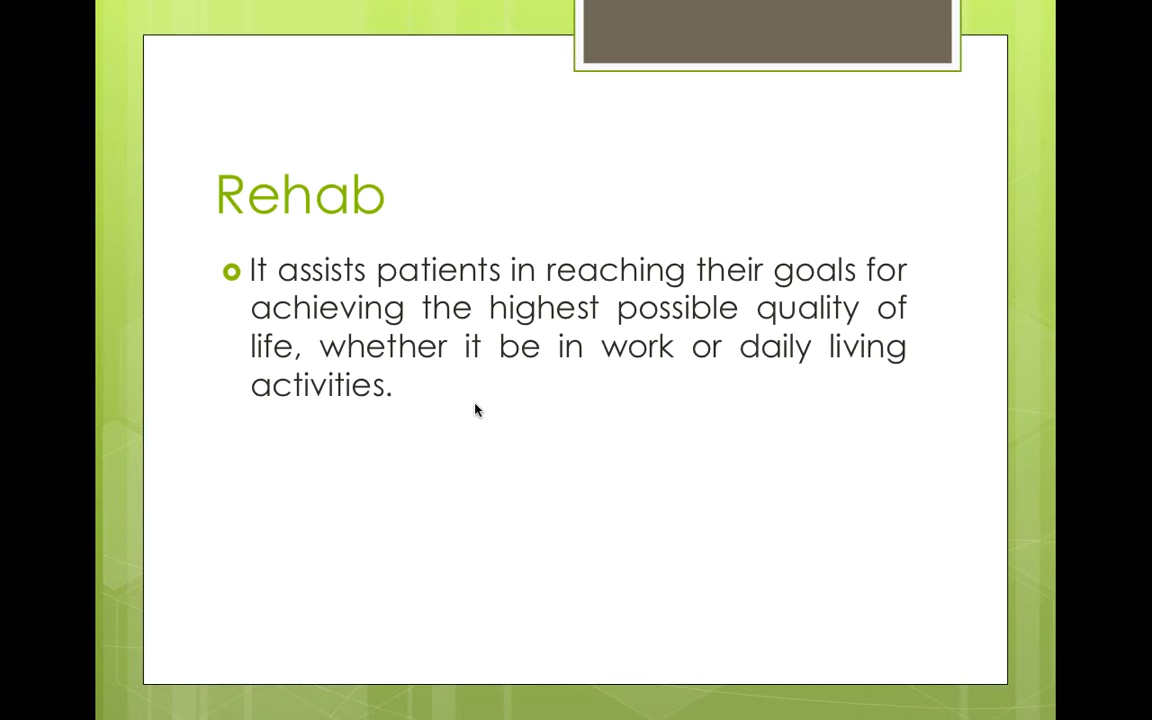 Rehab
It assists patients in reaching their goals for
achieving the highest possible quality of
life, whether it be in work or daily living
activities.